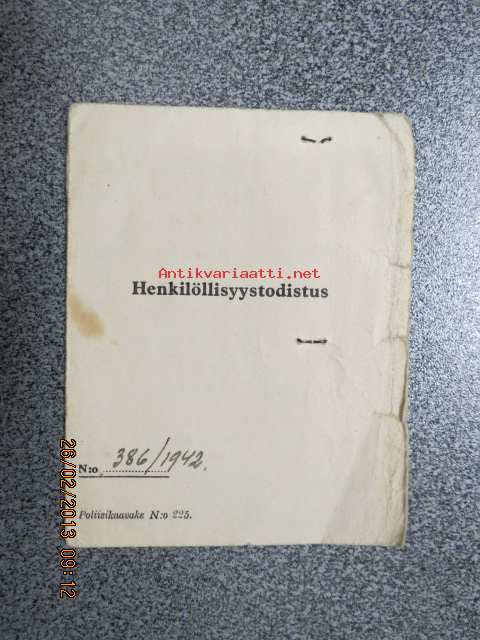 Antikvariaatti.net
Henkilöllisyystodistus
N:o 386/1942.
Poliisikaavake N:o 225.
26/02/2013 09:12